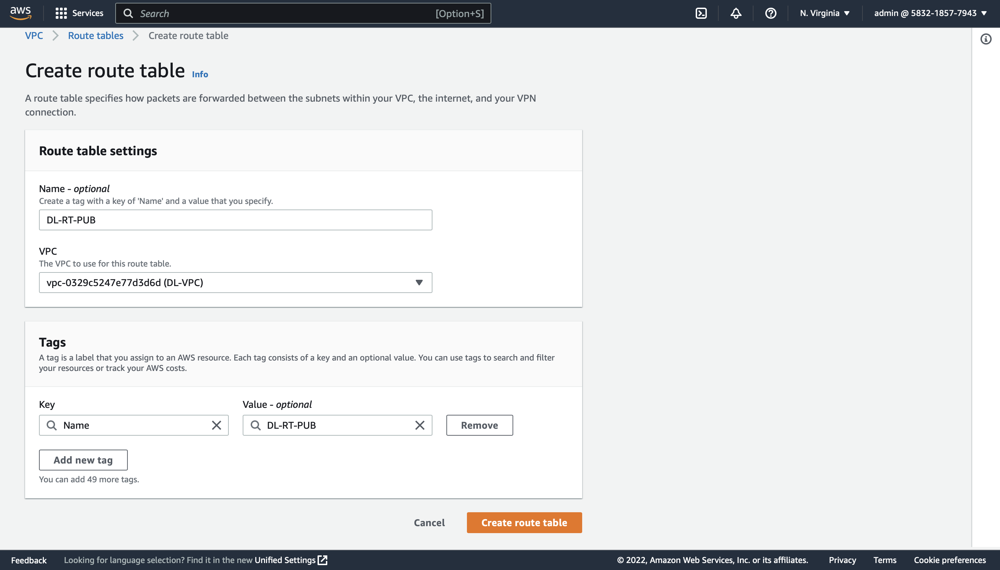 aws
Services
Search
[Option+S]
N. Virginia
admin @ 5832-1857-7943
VPC
Route tables
Create route table
Create route table
Info
A route table specifies how packets are forwarded between the subnets within your VPC, the internet, and your VPN
connection.
Route table settings
Name - optional
Create a tag with a key of 'Name' and a value that you specify.
DL-RT-PUB
VPC
The VPC to use for this route table.
vpc-0329c5247e77d3d6d (DL-VPC)
Tags
A tag is a label that you assign to an AWS resource. Each tag consists of a key and an optional value. You can use tags to search and filter
your resources or track your AWS costs.
Key
Value - optional
Name
DL-RT-PUB
Remove
Add new tag
You can add 49 more tags.
Cancel
Create route table
Feedback
Looking for language selection? Find it in the new Unified Settings
© 2022, Amazon Web Services, Inc. or its affiliates.
Privacy
Terms
Cookie preferences